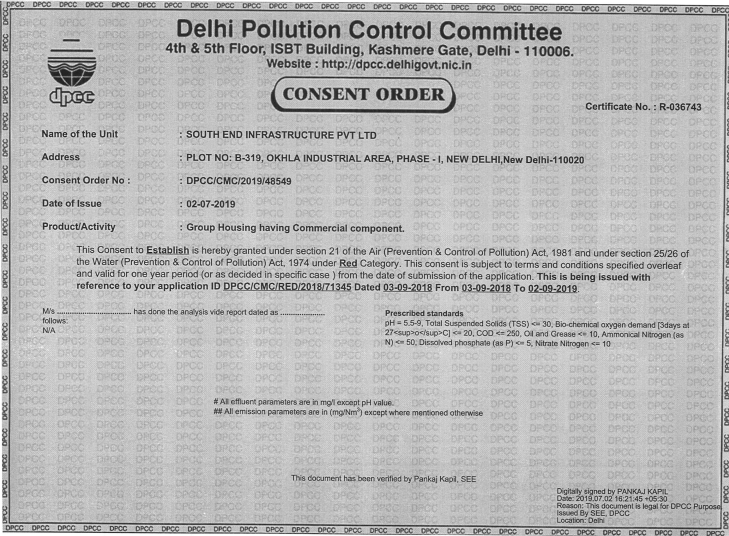 Delhi Pollution Control Committee
4th & 5th Floor, ISBT Building, Kashmere Gate, Delhi - 110006.
Website : http://dpcc.delhigovt.nic.in
dpcc
CONSENT ORDER
Certificate No. : R-036743
Name of the Unit : SOUTH END INFRASTRUCTURE PVT LTD
Address : PLOT NO: B-319, OKHLA INDUSTRIAL AREA, PHASE - I, NEW DELHI,New Delhi-110020
Consent Order No : : DPCC/CMC/2019/48549
Date of Issue : 02-07-2019
Product/Activity : Group Housing having Commercial component.
This Consent to Establish is hereby granted under section 21 of the Air (Prevention & Control of Pollution) Act, 1981 and under section 25/26 of
the Water (Prevention & Control of Pollution) Act, 1974 under Red Category. This consent is subject to terms and conditions specified overleaf
and valid for one year period (or as decided in specific case ) from the date of submission of the application. This is being issued with
reference to your application ID DPCC/CMC/RED/2018/71345 Dated 03-09-2018 From 03-09-2018 To 02-09-2019.
M/s ................................ has done the analysis vide report dated as ...................
follows:
N/A
Prescribed standards
pH = 5.5-9, Total Suspended Solids (TSS) <= 30, Bio-chemical oxygen demand [3days at
27<sup>o</sup>C] <= 20, COD <= 250, Oil and Grease <= 10, Ammonical Nitrogen (as
N) <= 50, Dissolved phosphate (as P) <= 5, Nitrate Nitrogen <= 10
# All effluent parameters are in mg/l except pH value.
## All emission parameters are in (mg/Nm³) except where mentioned otherwise
This document has been verified by Pankaj Kapil, SEE
Digitally signed by PANKAJ KAPIL
Date: 2019.07.02 16:21:45 +05:30
Reason: This document is legal for DPCC Purpose
Issued By SEE, DPCC
Location: Delhi